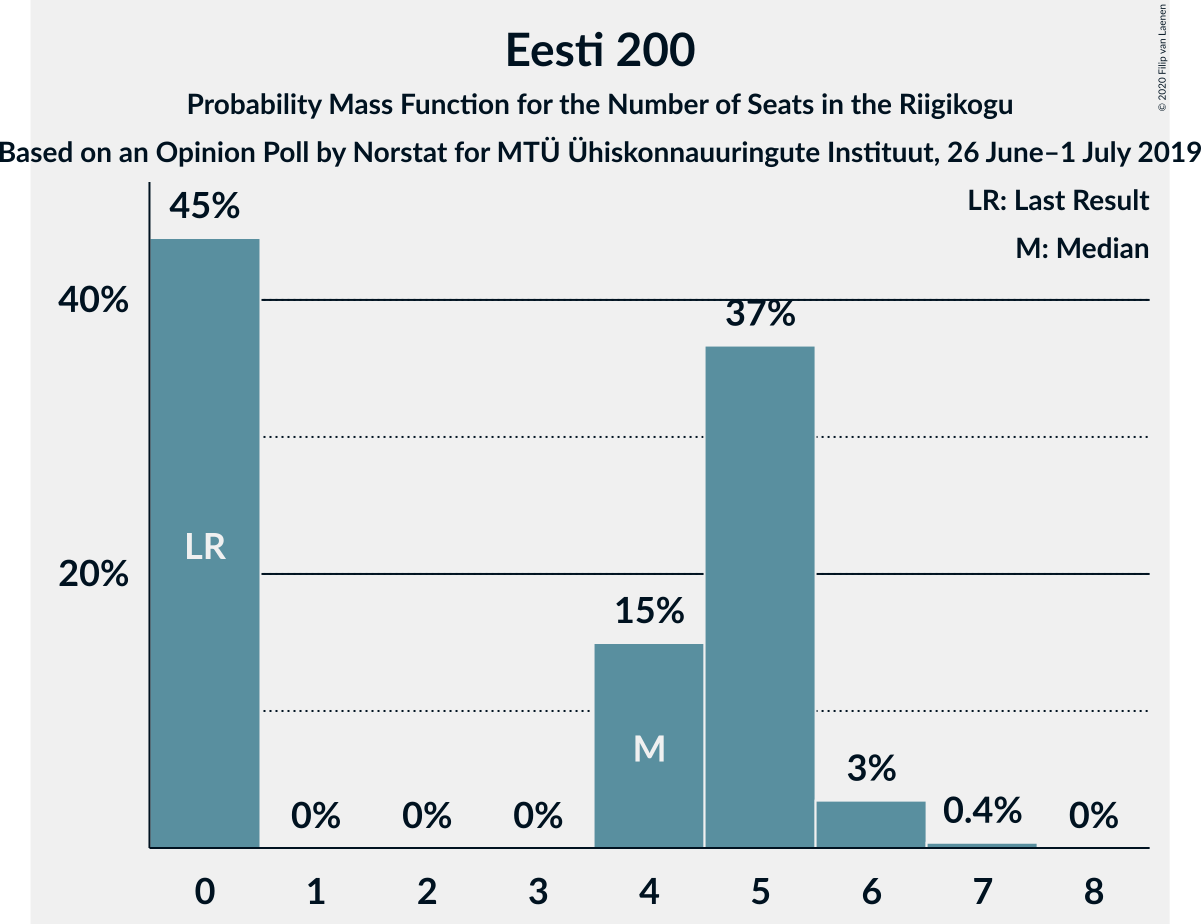 Eesti 200
Probability Mass Function for the Number of Seats in the Riigikogu
Based on an Opinion Poll by Norstat for MTÜ Ühiskonnauuringute Instituut, 26 June–1 July 2019
© 2020 Filip van Laenen
LR: Last Result
M: Median
45%
40%
37%
LR
20%
15%
M
3%
0%
0%
0%
0.4%
0%
0 1 2 3 4 5 6 7 8